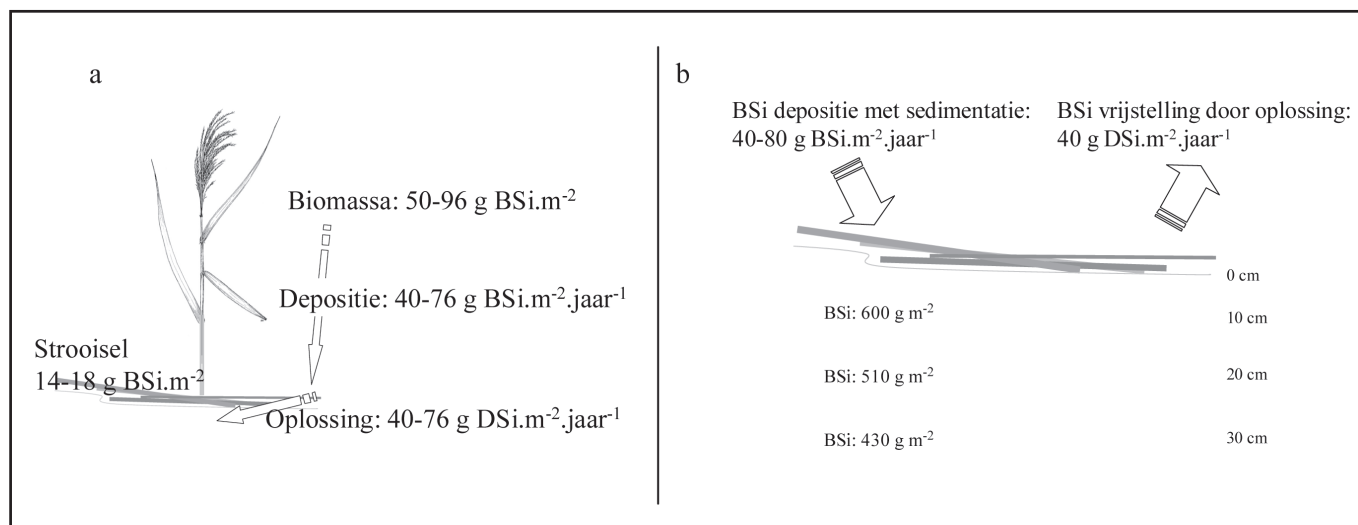 a
Biomassa: 50-96 g BSi.m⁻²
Depositie: 40-76 g BSi.m⁻².jaar⁻¹
Strooisel
14-18 g BSi.m⁻²
Oplossing: 40-76 g DSi.m⁻².jaar⁻¹
b
BSi depositie met sedimentatie:
40-80 g BSi.m⁻².jaar⁻¹
BSi vrijstelling door oplossing:
40 g DSi.m⁻².jaar⁻¹
0 cm
BSi: 600 g m⁻²
10 cm
BSi: 510 g m⁻²
20 cm
BSi: 430 g m⁻²
30 cm